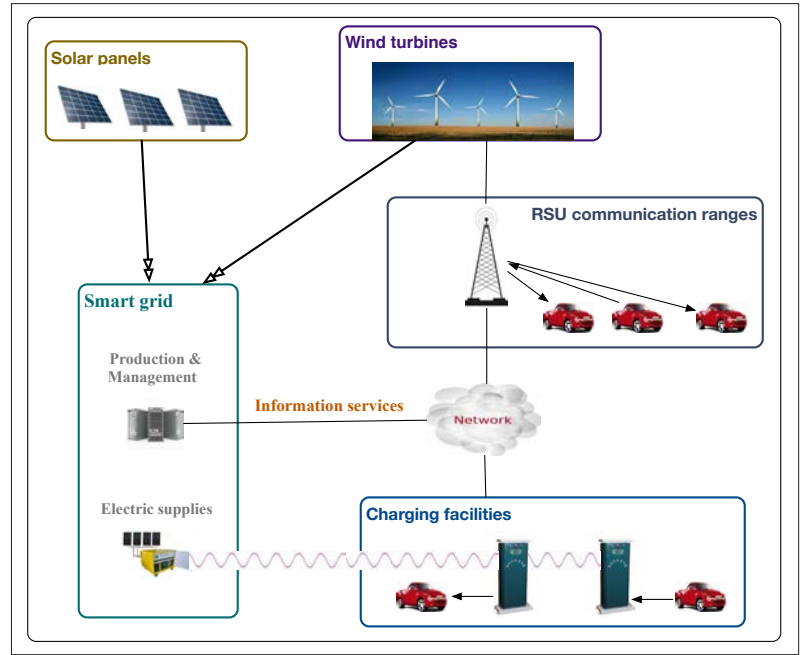 Solar panels
Wind turbines
RSU communication ranges
Smart grid
Production &
Management
Information services
Network
Electric supplies
Charging facilities